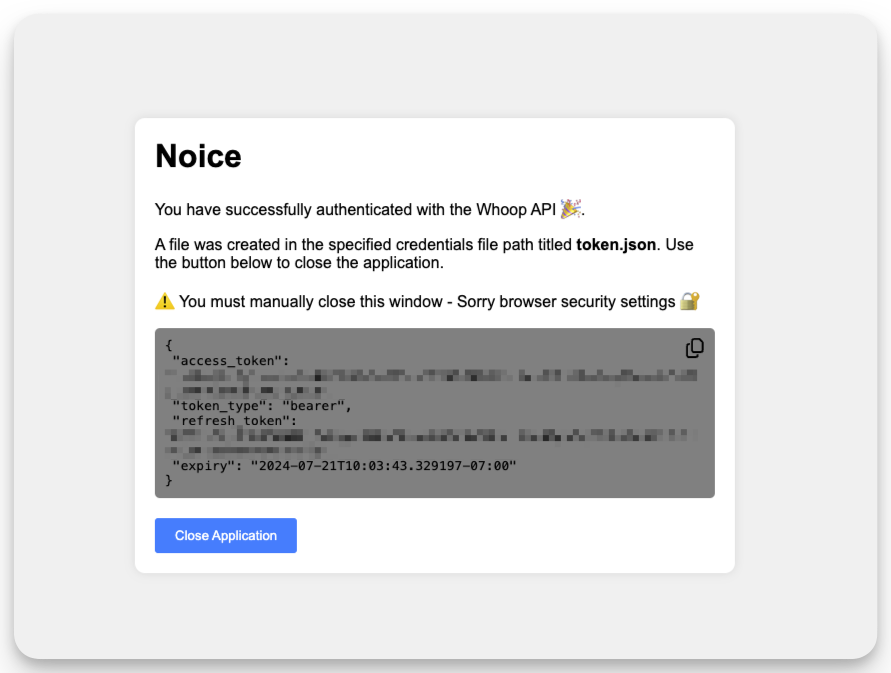 Noice
You have successfully authenticated with the Whoop API 🎉.
A file was created in the specified credentials file path titled token.json. Use
the button below to close the application.
⚠️ You must manually close this window - Sorry browser security settings 🔐
{
"access_token":
"token_type": "bearer",
"refresh_token":
"expiry": "2024-07-21T10:03:43.329197-07:00"
}
Close Application